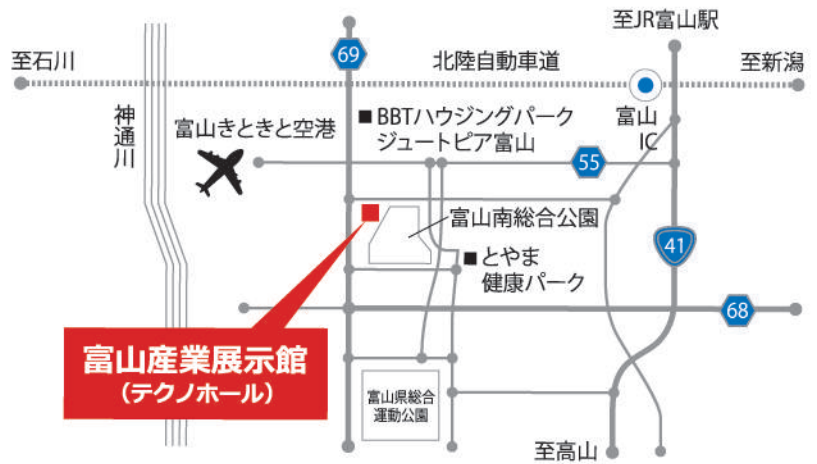 至JR富山駅
69
至石川
北陸自動車道
至新潟
神通川
富山きときと空港
■BBTハウジングパーク
ジュートピア富山
富山
IC
55
富山南総合公園
41
■とやま
健康パーク
68
富山産業展示館
(テクノホール)
富山県総合
運動公園
至高山